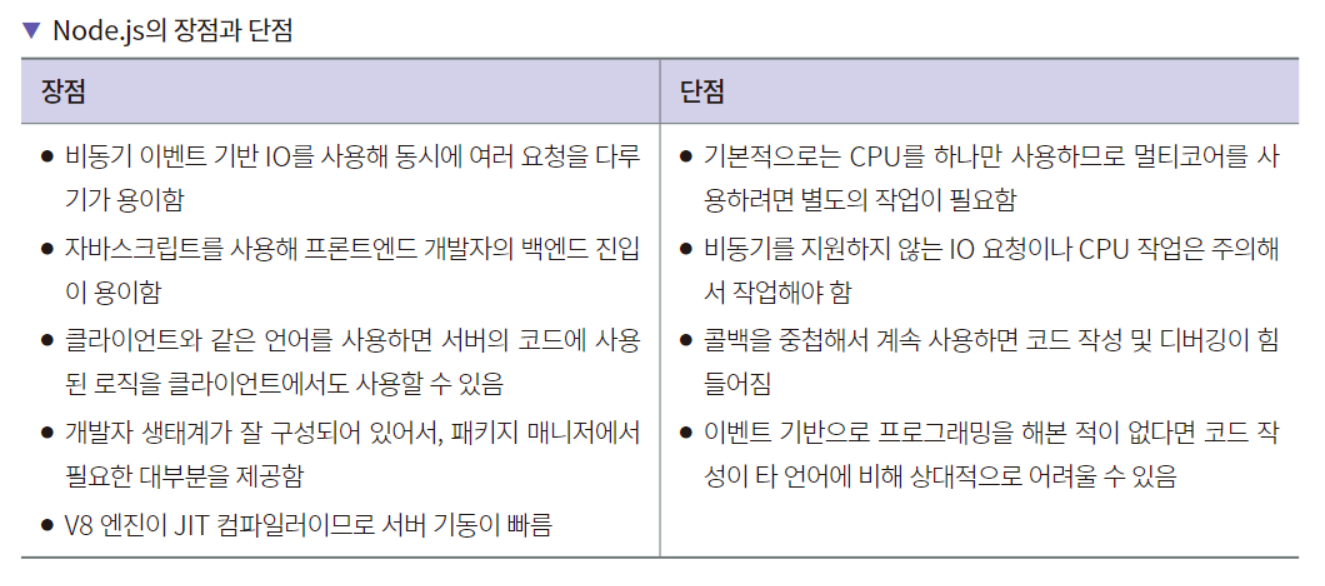 ▼ Node.js의 장점과 단점
장점
● 비동기 이벤트 기반 IO를 사용해 동시에 여러 요청을 다루
기가 용이함
● 자바스크립트를 사용해 프론트엔드 개발자의 백엔드 진입
이 용이함
● 클라이언트와 같은 언어를 사용하면 서버의 코드에 사용
된 로직을 클라이언트에서도 사용할 수 있음
● 개발자 생태계가 잘 구성되어 있어서, 패키지 매니저에서
필요한 대부분을 제공함
● V8 엔진이 JIT 컴파일러이므로 서버 기동이 빠름
단점
● 기본적으로는 CPU를 하나만 사용하므로 멀티코어를 사
용하려면 별도의 작업이 필요함
● 비동기를 지원하지 않는 IO 요청이나 CPU 작업은 주의해
서 작업해야 함
● 콜백을 중첩해서 계속 사용하면 코드 작성 및 디버깅이 힘
들어짐
● 이벤트 기반으로 프로그래밍을 해본 적이 없다면 코드 작
성이 타 언어에 비해 상대적으로 어려울 수 있음